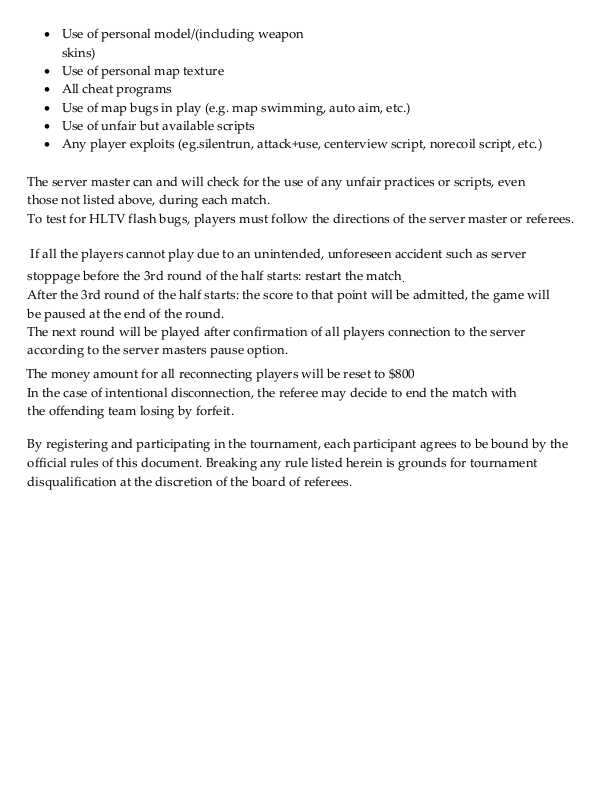 • Use of personal model/(including weapon
skins)
• Use of personal map texture
• All cheat programs
• Use of map bugs in play (e.g. map swimming, auto aim, etc.)
• Use of unfair but available scripts
• Any player exploits (eg.silentrun, attack+use, centerview script, norecoil script, etc.)
The server master can and will check for the use of any unfair practices or scripts, even
those not listed above, during each match.
To test for HLTV flash bugs, players must follow the directions of the server master or referees.
If all the players cannot play due to an unintended, unforeseen accident such as server
stoppage before the 3rd round of the half starts: restart the match.
After the 3rd round of the half starts: the score to that point will be admitted, the game will
be paused at the end of the round.
The next round will be played after confirmation of all players connection to the server
according to the server masters pause option.
The money amount for all reconnecting players will be reset to $800
In the case of intentional disconnection, the referee may decide to end the match with
the offending team losing by forfeit.
By registering and participating in the tournament, each participant agrees to be bound by the
official rules of this document. Breaking any rule listed herein is grounds for tournament
disqualification at the discretion of the board of referees.